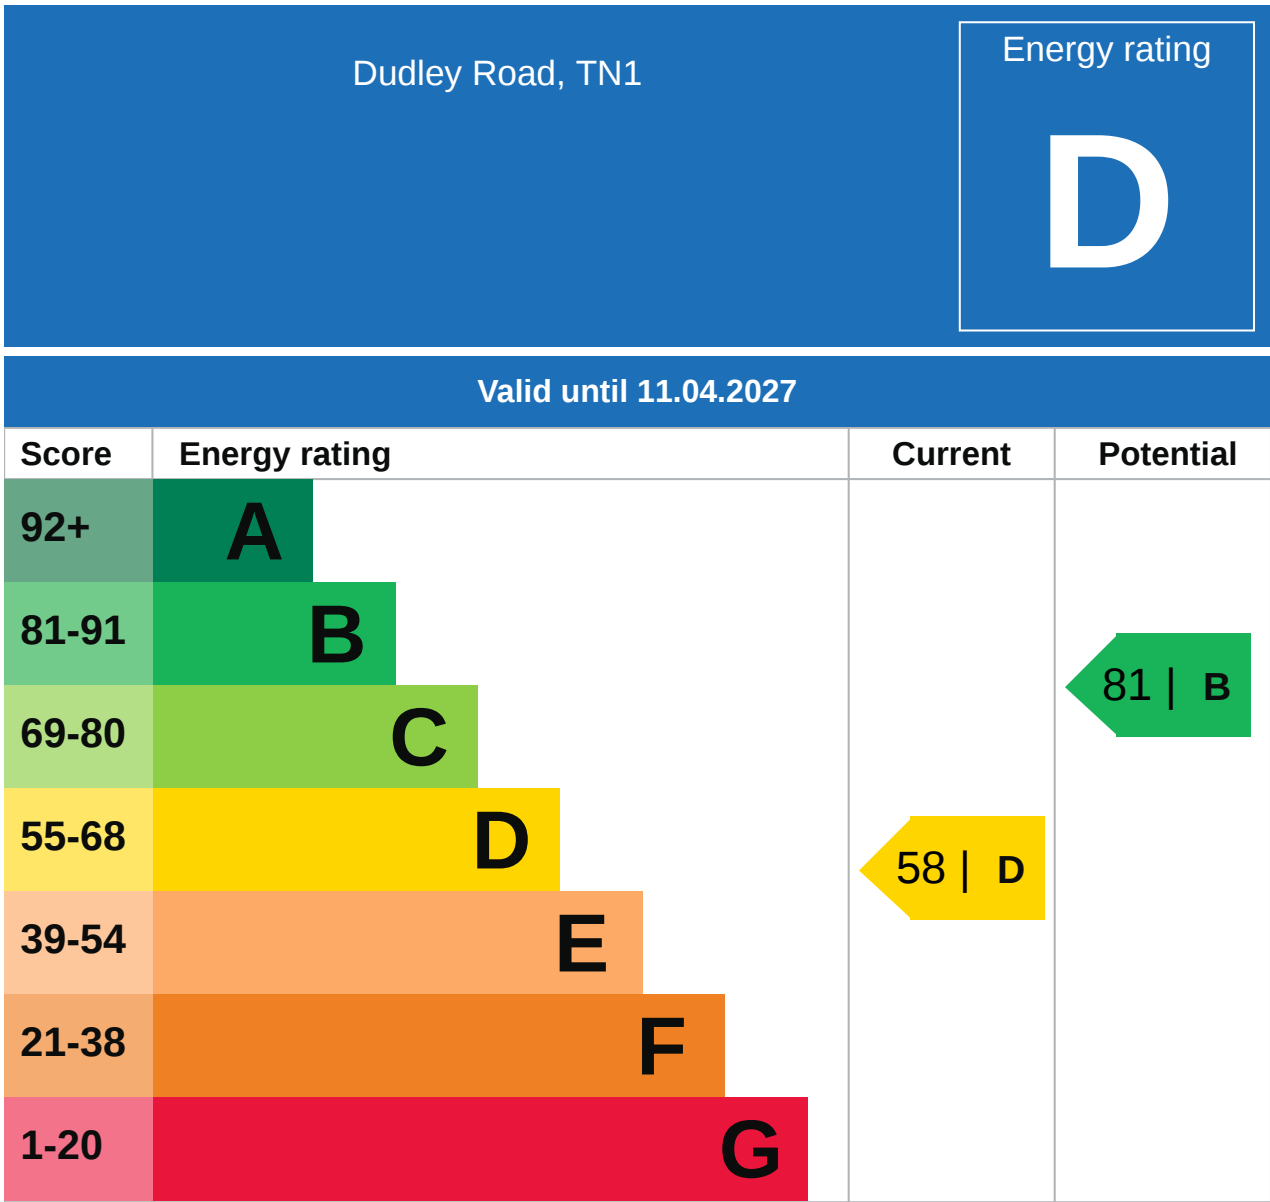 Dudley Road, TN1
Energy rating
D
Valid until 11.04.2027
Score Energy rating Current Potential
92+ A
81-91 B
81 | B
69-80 C
55-68 D
58 | D
39-54 E
21-38 F
1-20 G